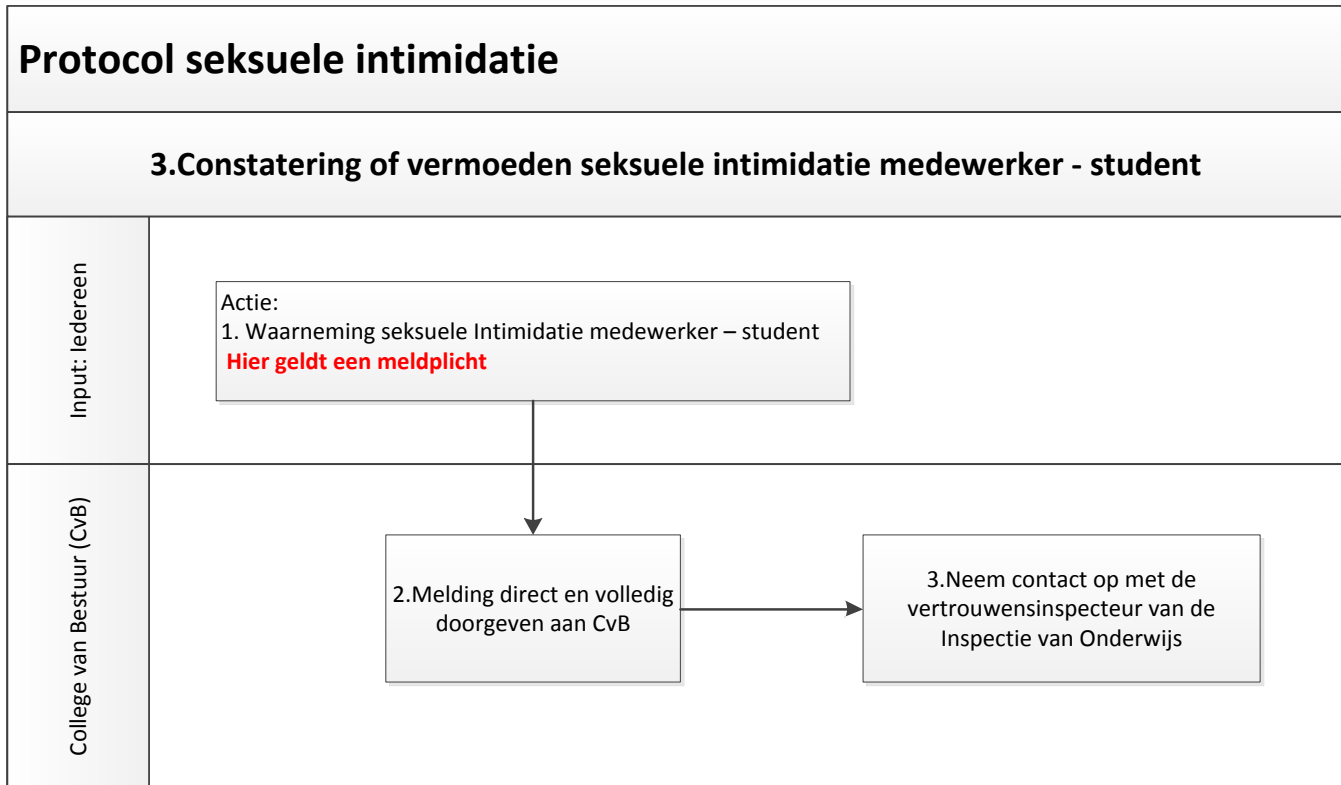 Protocol seksuele intimidatie
3.Constatering of vermoeden seksuele intimidatie medewerker - student
Input: Iedereen
Actie:
1. Waarneming seksuele Intimidatie medewerker – student
Hier geldt een meldplicht
College van Bestuur (CvB)
2.Melding direct en volledig
doorgeven aan CvB
3.Neem contact op met de
vertrouwensinspecteur van de
Inspectie van Onderwijs